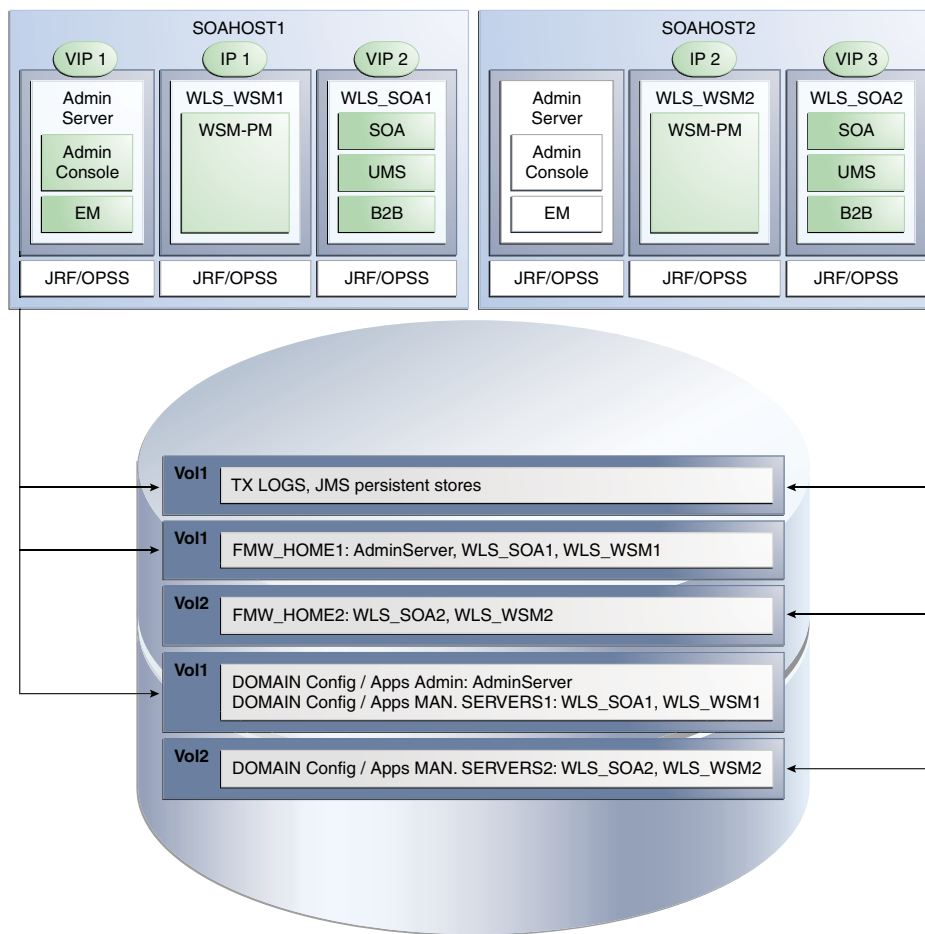 SOAHOST1
VIP 1
IP 1
VIP 2
Admin
Server
Admin
Console
EM
WLS_WSM1
WSM-PM
WLS_SOA1
SOA
UMS
B2B
JRF/OPSS
JRF/OPSS
JRF/OPSS
SOAHOST2
IP 2
VIP 3
Admin
Server
Admin
Console
EM
WLS_WSM2
WSM-PM
WLS_SOA2
SOA
UMS
B2B
JRF/OPSS
JRF/OPSS
JRF/OPSS
Vol1
TX LOGS, JMS persistent stores
Vol1
FMW_HOME1: AdminServer, WLS_SOA1, WLS_WSM1
Vol2
FMW_HOME2: WLS_SOA2, WLS_WSM2
Vol1
DOMAIN Config / Apps Admin: AdminServer
DOMAIN Config / Apps MAN. SERVERS1: WLS_SOA1, WLS_WSM1
Vol2
DOMAIN Config / Apps MAN. SERVERS2: WLS_SOA2, WLS_WSM2